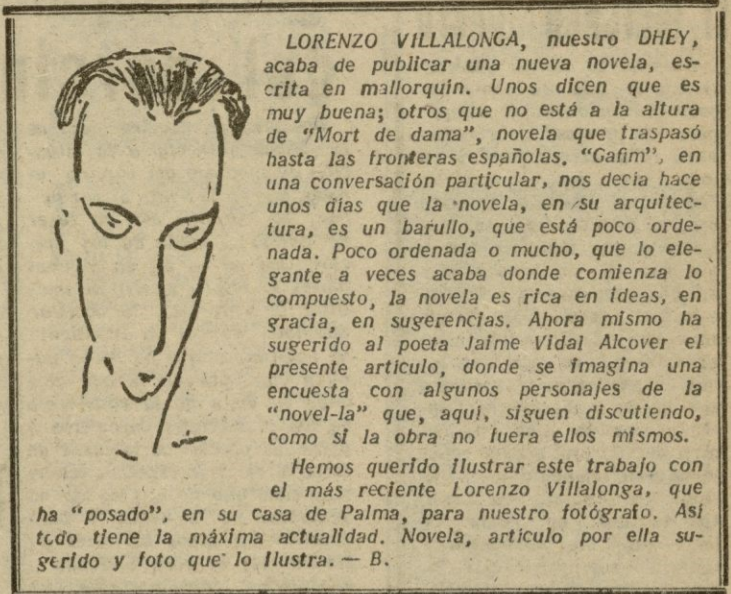 LORENZO VILLALONGA, nuestro DHEY,
acaba de publicar una nueva novela, es-
crita en mallorquín. Unos dicen que es
muy buena; otros que no está a la altura
de "Mort de dama", novela que traspasó
hasta las fronteras españolas. "Gafim", en
una conversación particular, nos decía hace
unos días que la novela, en su arquitec-
tura, es un barullo, que está poco orde-
nada. Poco ordenada o mucho, que lo ele-
gante a veces acaba donde comienza lo
compuesto, la novela es rica en ideas, en
gracia, en sugerencias. Ahora mismo ha
sugerido al poeta Jaime Vidal Alcover el
presente artículo, donde se imagina una
encuesta con algunos personajes de la
"novel-la" que, aquí, siguen discutiendo,
como si la obra no fuera ellos mismos.
Hemos querido ilustrar este trabajo con
el más reciente Lorenzo Villalonga, que
ha "posado", en su casa de Palma, para nuestro fotógrafo. Así
todo tiene la máxima actualidad. Novela, artículo por ella su-
gerido y foto que lo ilustra. — B.